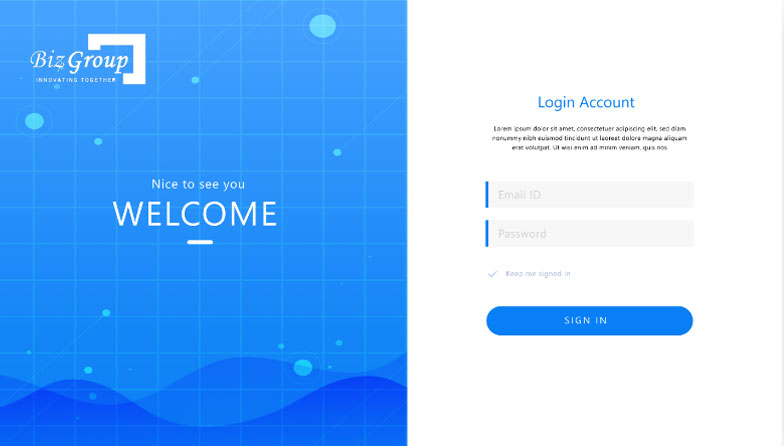 Biz Group
INNOVATING TOGETHER
Nice to see you
WELCOME
Login Account
Lorem ipsum dolor sit amet, consectetuer adipiscing elit, sed diam
nonummy nibh euismod tincidunt ut laoreet dolore magna aliquam
erat volutpat. Ut wisi enim ad minim veniam, quis nos
Email ID
Password
Keep me signed in
SIGN IN